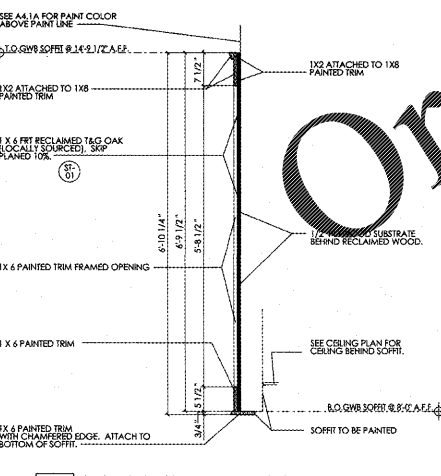 SEE A4.1A FOR PAINT COLOR
ABOVE PAINT LINE
T.O.GWB SOFFIT @ 14'-9 1/2" A.F.F.
1X2 ATTACHED TO 1X8
PAINTED TRIM
1X2 ATTACHED TO 1X8
PAINTED TRIM
7 1/2"
1 X 6 FRT RECLAIMED T&G OAK
(LOCALLY SOURCED), SKIP
PLANED 10%.
ST-
01
Or
6'-10 1/4"
6'-9 1/2"
5'-8 1/2"
1/2" SUBSTRATE
BEHIND RECLAIMED WOOD.
1X 6 PAINTED TRIM FRAMED OPENING
1 X 6 PAINTED TRIM
SEE CEILING PLAN FOR
CEILING BEHIND SOFFIT.
5 1/2"
3/4"
B.O.GWB SOFFIT @ 8'-0" A.F.F.
X 6 PAINTED TRIM
WITH CHAMFERED EDGE. ATTACH TO
BOTTOM OF SOFFIT.
SOFFIT TO BE PAINTED